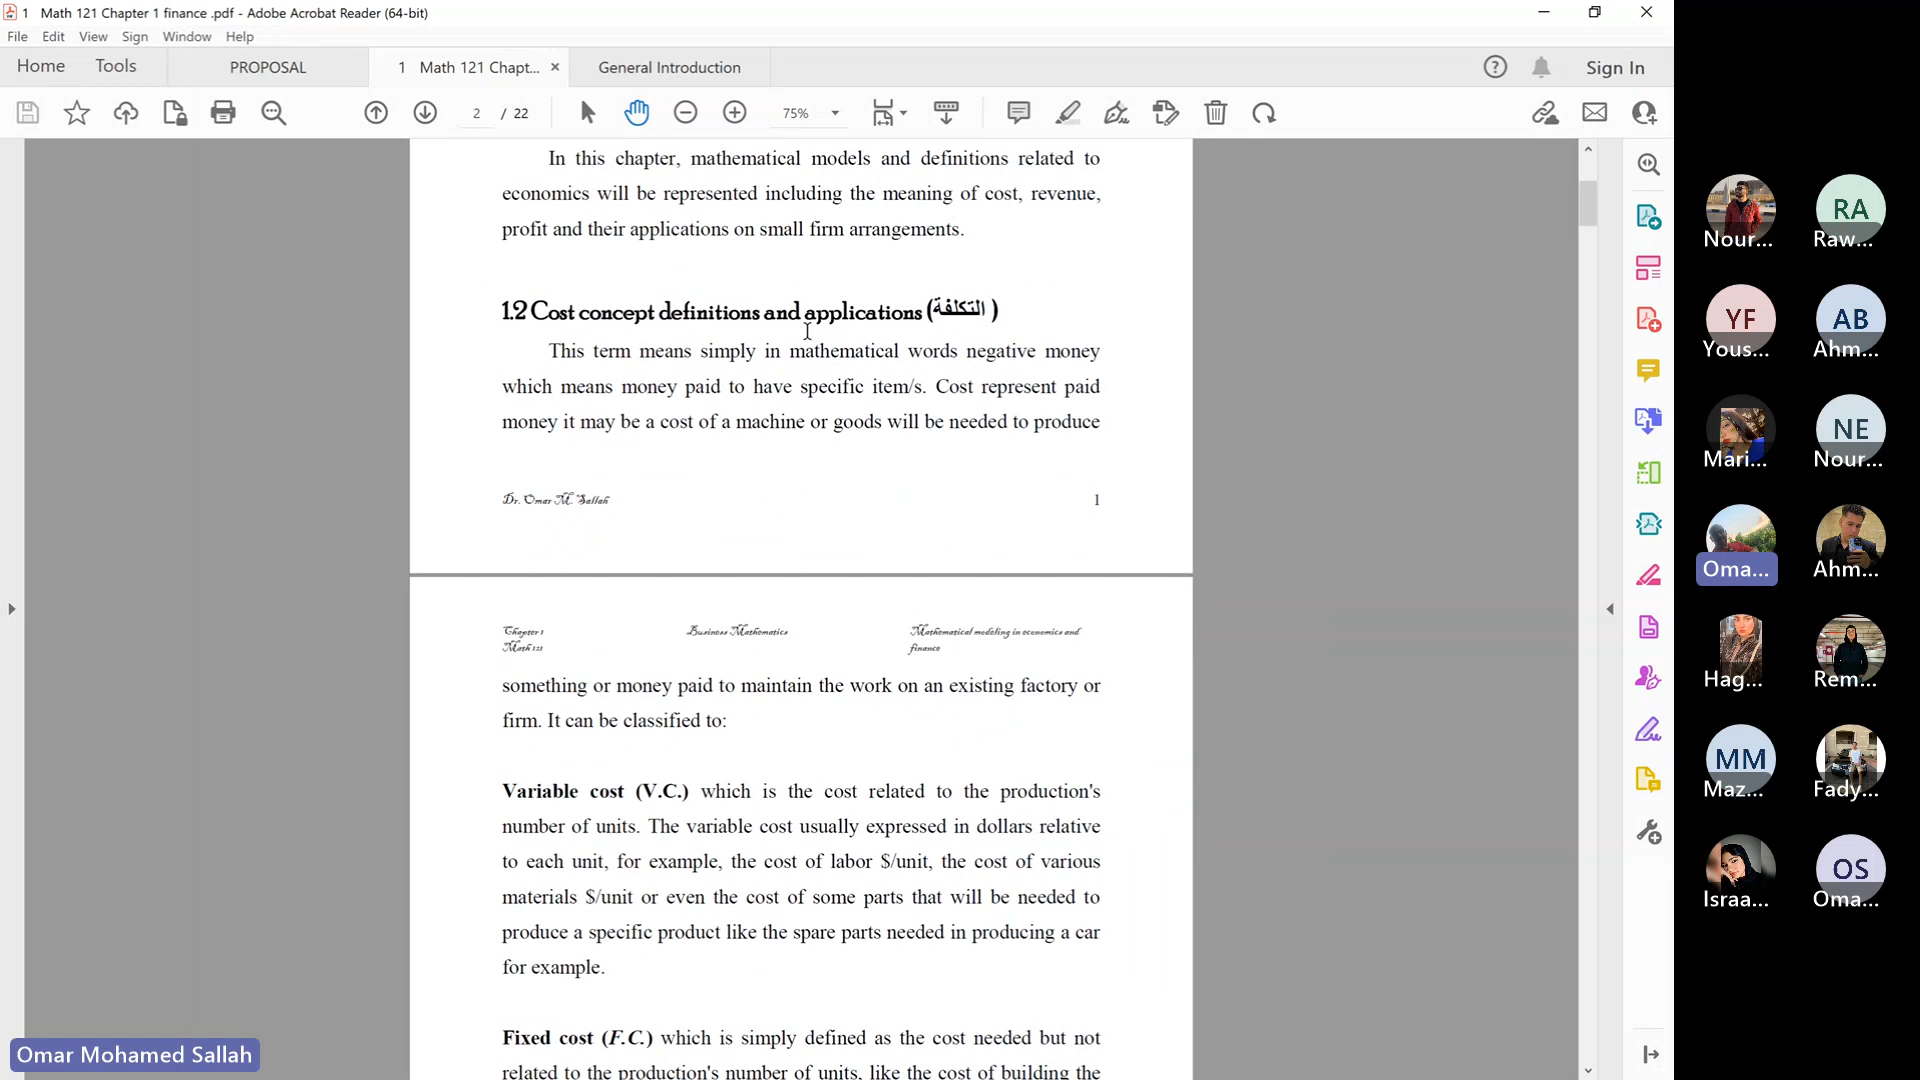 1 Math 121 Chapter 1 finance .pdf - Adobe Acrobat Reader (64-bit)
File Edit View Sign Window Help
Home Tools PROPOSAL 1 Math 121 Chapt... × General Introduction Sign In
2 / 22 75%
In this chapter, mathematical models and definitions related to
economics will be represented including the meaning of cost, revenue,
profit and their applications on small firm arrangements.
1.2 Cost concept definitions and applications (التكلفة )
This term means simply in mathematical words negative money
which means money paid to have specific item/s. Cost represent paid
money it may be a cost of a machine or goods will be needed to produce
Dr. Omar M. Sallah 1
Chapter 1 Business Mathematics Mathematical modeling in economics and
Math 121 finance
something or money paid to maintain the work on an existing factory or
firm. It can be classified to:
Variable cost (V.C.) which is the cost related to the production's
number of units. The variable cost usually expressed in dollars relative
to each unit, for example, the cost of labor $/unit, the cost of various
materials $/unit or even the cost of some parts that will be needed to
produce a specific product like the spare parts needed in producing a car
for example.
Fixed cost (F.C.) which is simply defined as the cost needed but not
related to the production's number of units, like the cost of building the
Omar Mohamed Sallah
RA
Nour... Raw...
YF AB
Yous... Ahm...
NE
Mari... Nour...
Oma... Ahm...
Hag... Rem...
MM
Maz... Fady...
OS
Israa... Oma...